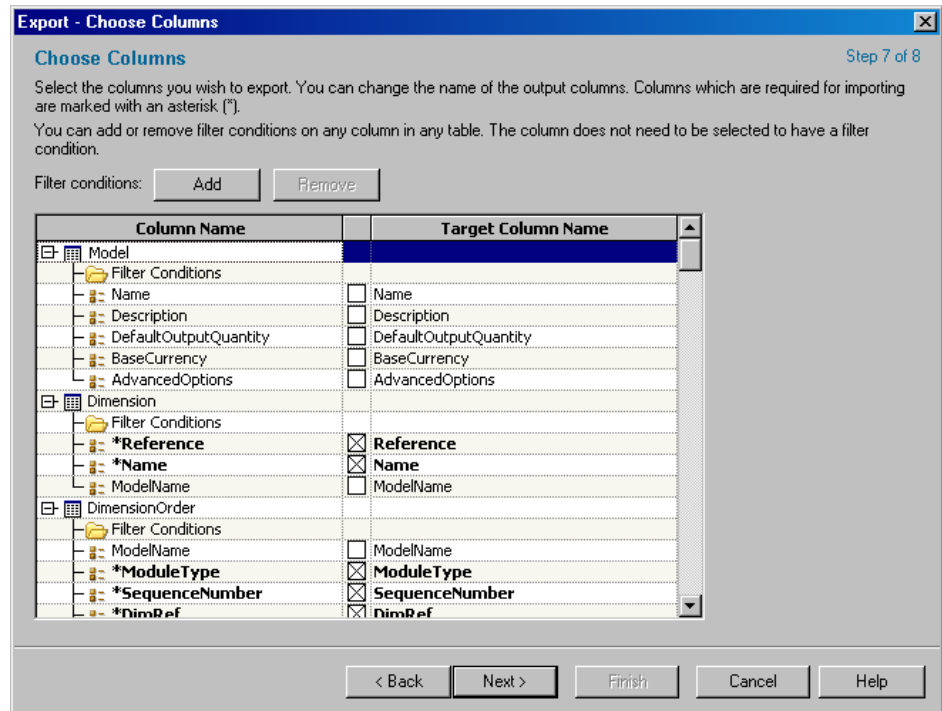 Export - Choose Columns
Choose Columns
Step 7 of 8
Select the columns you wish to export. You can change the name of the output columns. Columns which are required for importing
are marked with an asterisk (*).
You can add or remove filter conditions on any column in any table. The column does not need to be selected to have a filter
condition.
Filter conditions: Add Remove
Column Name Target Column Name
Model
Filter Conditions
Name Name
Description Description
DefaultOutputQuantity DefaultOutputQuantity
BaseCurrency BaseCurrency
AdvancedOptions AdvancedOptions
Dimension
Filter Conditions
*Reference Reference
*Name Name
ModelName ModelName
DimensionOrder
Filter Conditions
ModelName ModelName
*ModuleType ModuleType
*SequenceNumber SequenceNumber
*DimRef DimRef
< Back Next > Finish Cancel Help